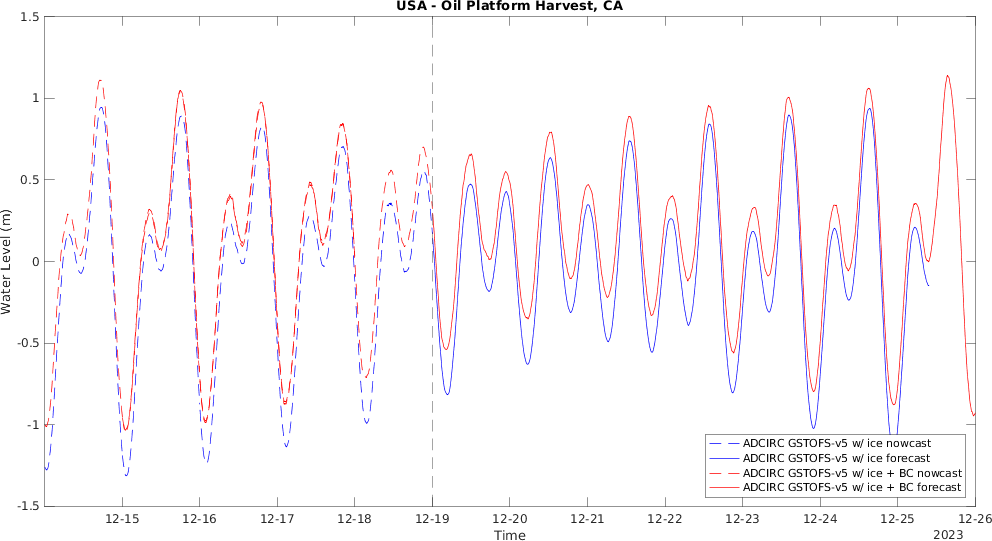 USA - Oil Platform Harvest, CA
1.5
1
0.5
0
-0.5
-1
-1.5
Water Level (m)
12-15 12-16 12-17 12-18 12-19 12-20 12-21 12-22 12-23 12-24 12-25 12-26
Time
2023
ADCIRC GSTOFS-v5 w/ ice nowcast
ADCIRC GSTOFS-v5 w/ ice forecast
ADCIRC GSTOFS-v5 w/ ice + BC nowcast
ADCIRC GSTOFS-v5 w/ ice + BC forecast